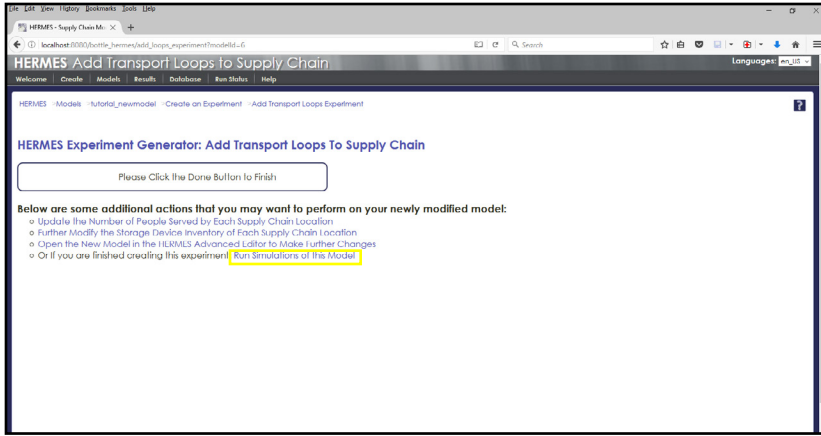 File Edit View History Bookmarks Tools Help
HERMES - Supply Chain Mo
localhost:8080/bottle_hermes/add_loops_experiment?modelId=6
Search
HERMES Add Transport Loops to Supply Chain
Languages: en_US
Welcome Create Models Results Database Run Status Help
HERMES >Models >tutorial_newmodel >Create an Experiment >Add Transport Loops Experiment
?
HERMES Experiment Generator: Add Transport Loops To Supply Chain
Please Click the Done Button to Finish
Below are some additional actions that you may want to perform on your newly modified model:
Update the Number of People Served by Each Supply Chain Location
Further Modify the Storage Device Inventory of Each Supply Chain Location
Open the New Model in the HERMES Advanced Editor to Make Further Changes
Or If you are finished creating this experiment Run Simulations of this Model